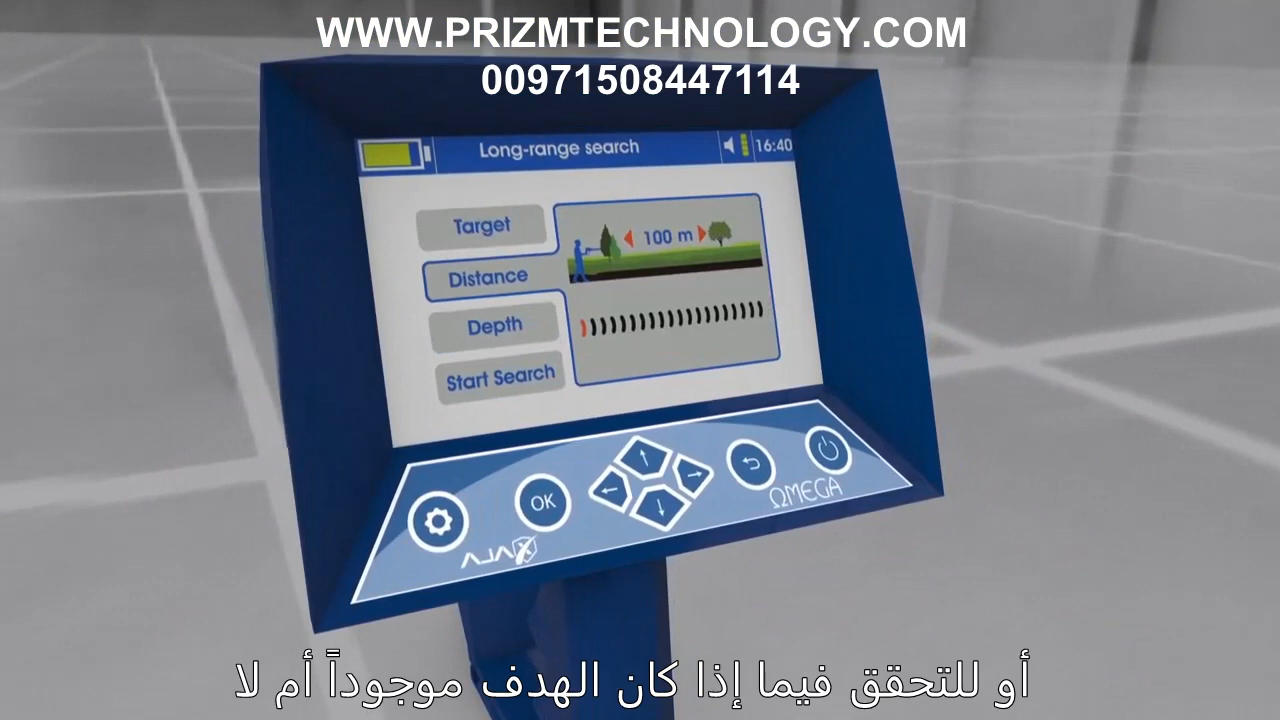 WWW.PRIZMTECHNOLOGY.COM
00971508447114
Long-range search
16:40
Target
100 m
Distance
Depth
Start Search
OK
ΩMEGA
AJAX
أو للتحقق فيما إذا كان الهدف موجوداً أم لا